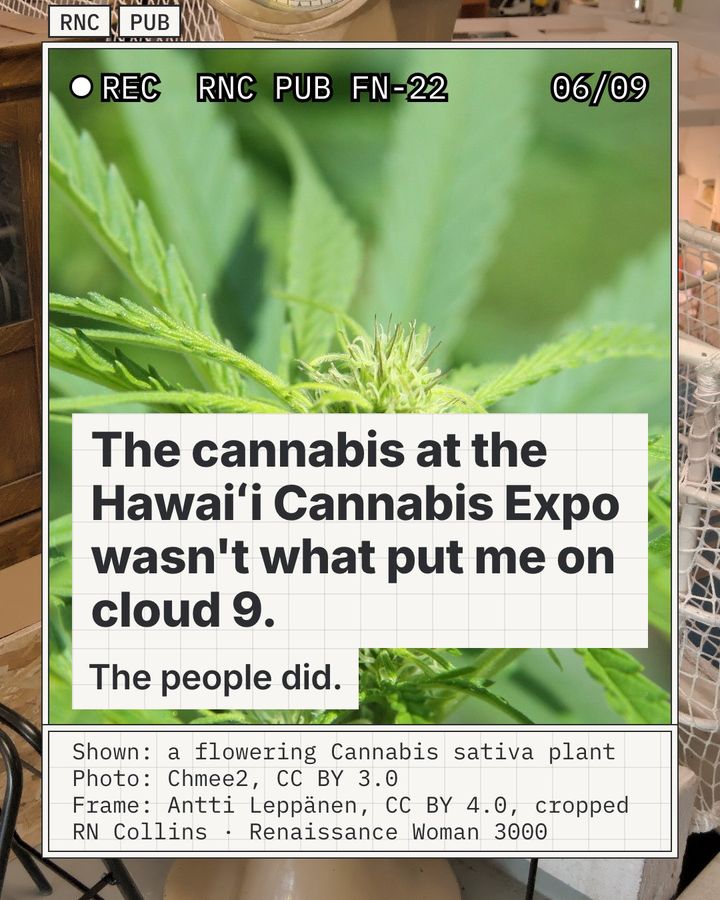 RNC PUB
REC RNC PUB FN-22 06/09
The cannabis at the
Hawaiʻi Cannabis Expo
wasn't what put me on
cloud 9.
The people did.
Shown: a flowering Cannabis sativa plant
Photo: Chmee2, CC BY 3.0
Frame: Antti Leppänen, CC BY 4.0, cropped
RN Collins · Renaissance Woman 3000